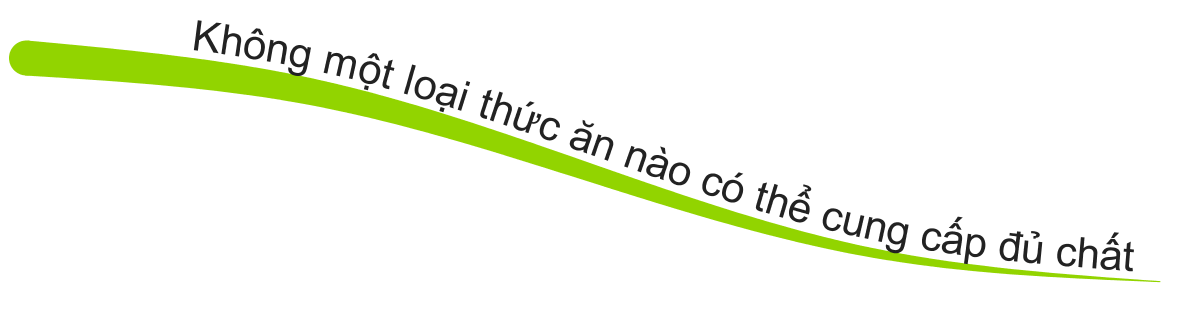 Không một loại thức ăn nào có thể cung cấp đủ chất